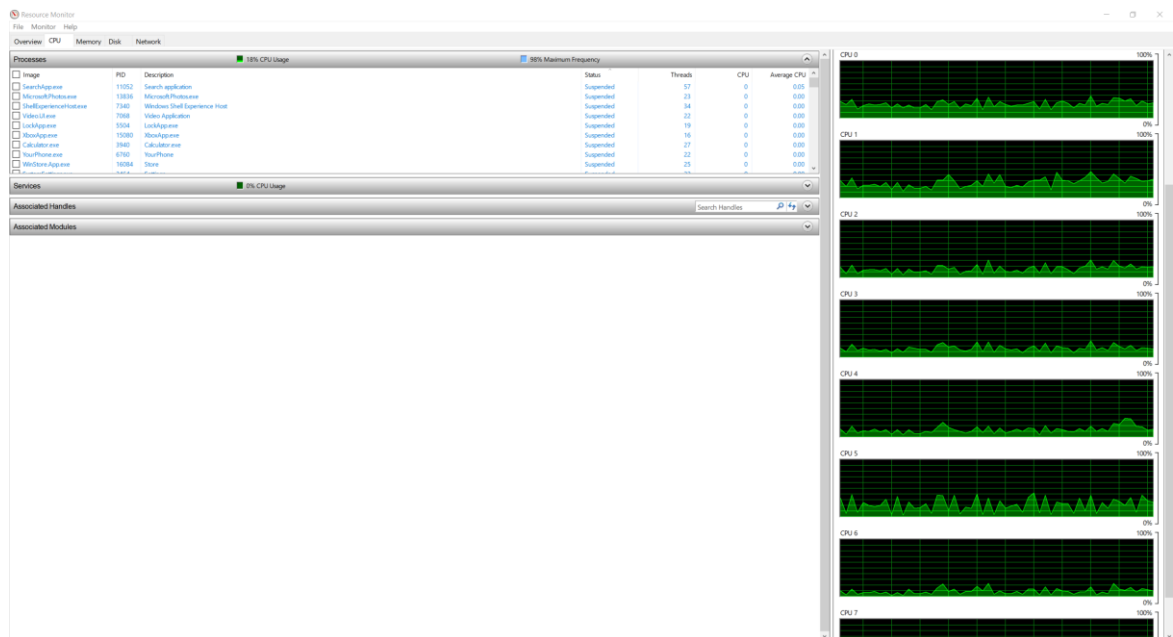 Resource Monitor
File Monitor Help
Overview CPU Memory Disk Network
Processes 18% CPU Usage 98% Maximum Frequency
Image PID Description Status Threads CPU Average CPU
SearchApp.exe 11052 Search application Suspended 57 0 0.05
Microsoft.Photos.exe 13836 Microsoft.Photos.exe Suspended 23 0 0.00
ShellExperienceHost.exe 7340 Windows Shell Experience Host Suspended 34 0 0.00
Video.UI.exe 7068 Video Application Suspended 22 0 0.00
LockApp.exe 5504 LockApp.exe Suspended 19 0 0.00
XboxApp.exe 15080 XboxApp.exe Suspended 16 0 0.00
Calculator.exe 3940 Calculator.exe Suspended 27 0 0.00
YourPhone.exe 6760 YourPhone Suspended 22 0 0.00
WinStore.App.exe 16084 Store Suspended 25 0 0.00
Services 0% CPU Usage
Associated Handles Search Handles
Associated Modules
CPU 0 100%
0%
CPU 1 100%
0%
CPU 2 100%
0%
CPU 3 100%
0%
CPU 4 100%
0%
CPU 5 100%
0%
CPU 6 100%
0%
CPU 7 100%